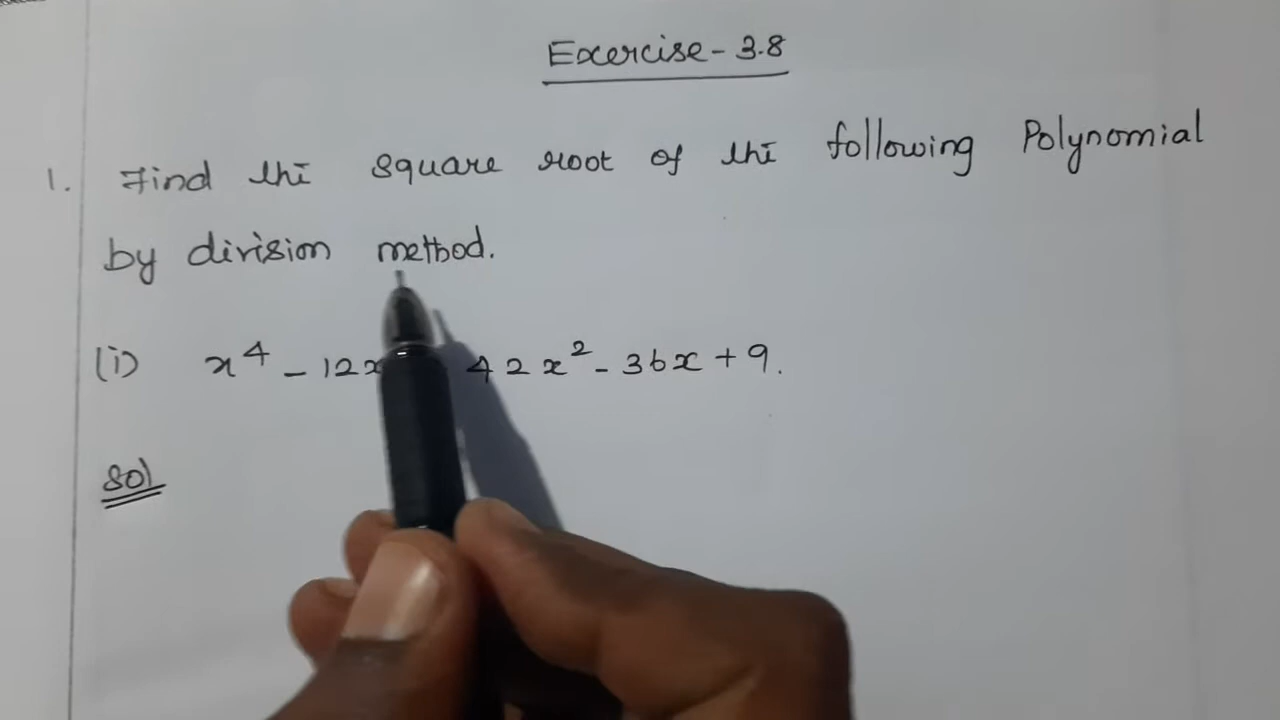 Exercise - 3.8
1. Find the square root of the following Polynomial
by division method.
(i) x⁴ - 12x 42x² - 36x + 9.
Sol